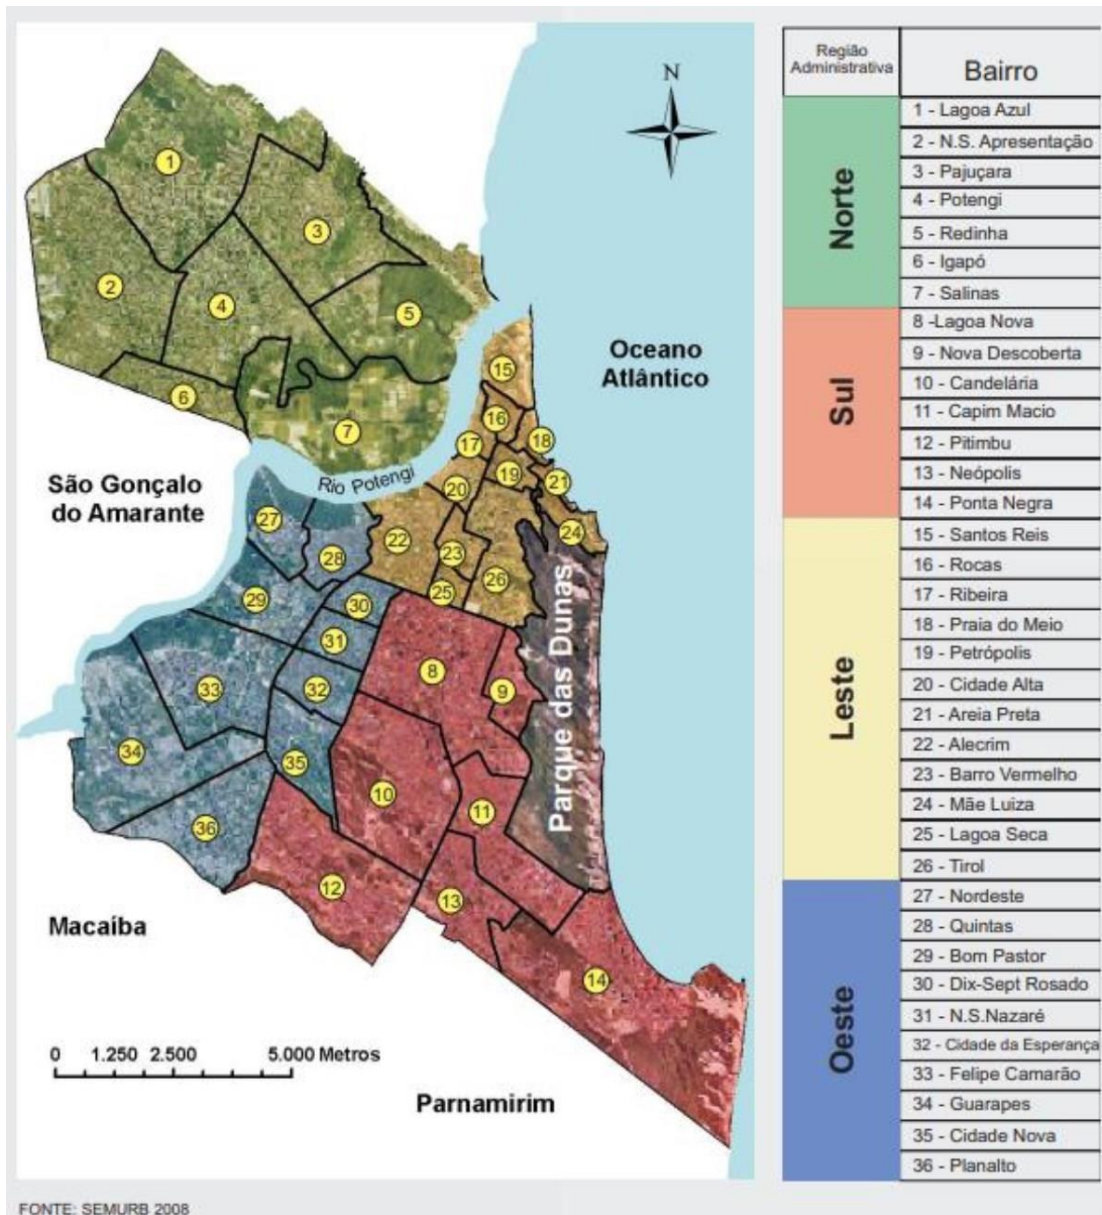 N
1
2
3
4
5
6
7
15
16
17
18
19
20
21
22
23
24
25
26
27
28
29
30
31
32
33
34
35
36
8
9
10
11
12
13
14
Oceano
Atlântico
São Gonçalo
do Amarante
Rio Potengi
Parque das Dunas
Macaíba
Parnamirim
0 1.250 2.500 5.000 Metros
FONTE: SEMURB 2008
Região
Administrativa
Bairro
Norte
1 - Lagoa Azul
2 - N.S. Apresentação
3 - Pajuçara
4 - Potengi
5 - Redinha
6 - Igapó
7 - Salinas
Sul
8 -Lagoa Nova
9 - Nova Descoberta
10 - Candelária
11 - Capim Macio
12 - Pitimbu
13 - Neópolis
14 - Ponta Negra
Leste
15 - Santos Reis
16 - Rocas
17 - Ribeira
18 - Praia do Meio
19 - Petrópolis
20 - Cidade Alta
21 - Areia Preta
22 - Alecrim
23 - Barro Vermelho
24 - Mãe Luiza
25 - Lagoa Seca
26 - Tirol
Oeste
27 - Nordeste
28 - Quintas
29 - Bom Pastor
30 - Dix-Sept Rosado
31 - N.S.Nazaré
32 - Cidade da Esperança
33 - Felipe Camarão
34 - Guarapes
35 - Cidade Nova
36 - Planalto